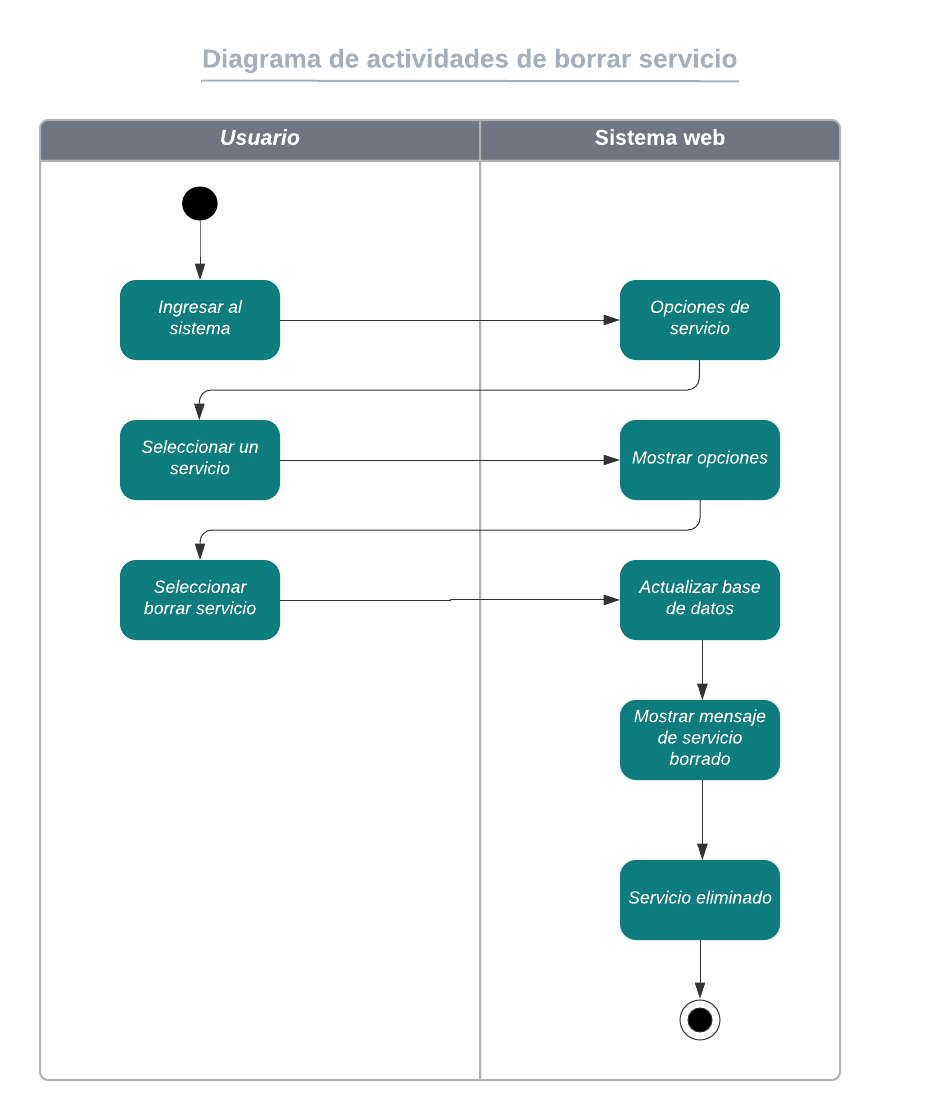 Diagrama de actividades de borrar servicio
Usuario
Sistema web
Ingresar al
sistema
Opciones de
servicio
Seleccionar un
servicio
Mostrar opciones
Seleccionar
borrar servicio
Actualizar base
de datos
Mostrar mensaje
de servicio
borrado
Servicio eliminado